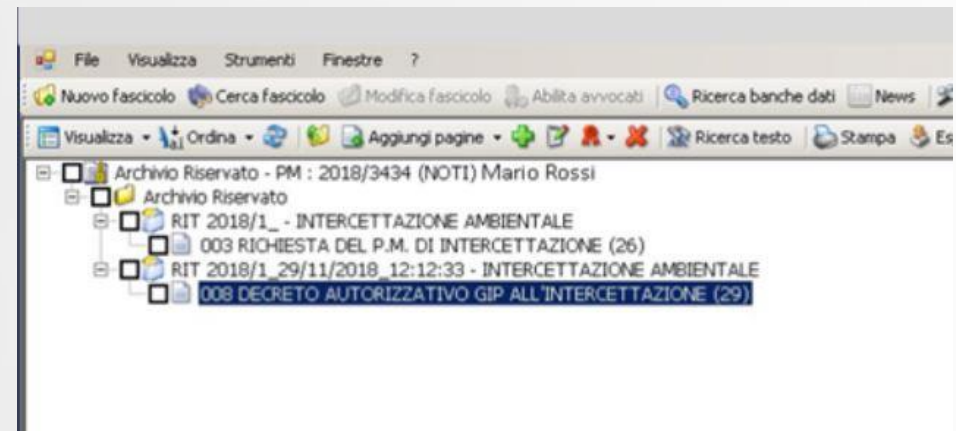 File Visualizza Strumenti Finestre ?
Nuovo fascicolo Cerca fascicolo Modifica fascicolo Abilita avvocati Ricerca banche dati News
Visualizza Ordina Aggiungi pagine Ricerca testo Stampa Es
Archivio Riservato - PM : 2018/3434 (NOTI) Mario Rossi
Archivio Riservato
RIT 2018/1_ - INTERCETTAZIONE AMBIENTALE
003 RICHIESTA DEL P.M. DI INTERCETTAZIONE (26)
RIT 2018/1_29/11/2018_12:12:33 - INTERCETTAZIONE AMBIENTALE
008 DECRETO AUTORIZZATIVO GIP ALL'INTERCETTAZIONE (29)